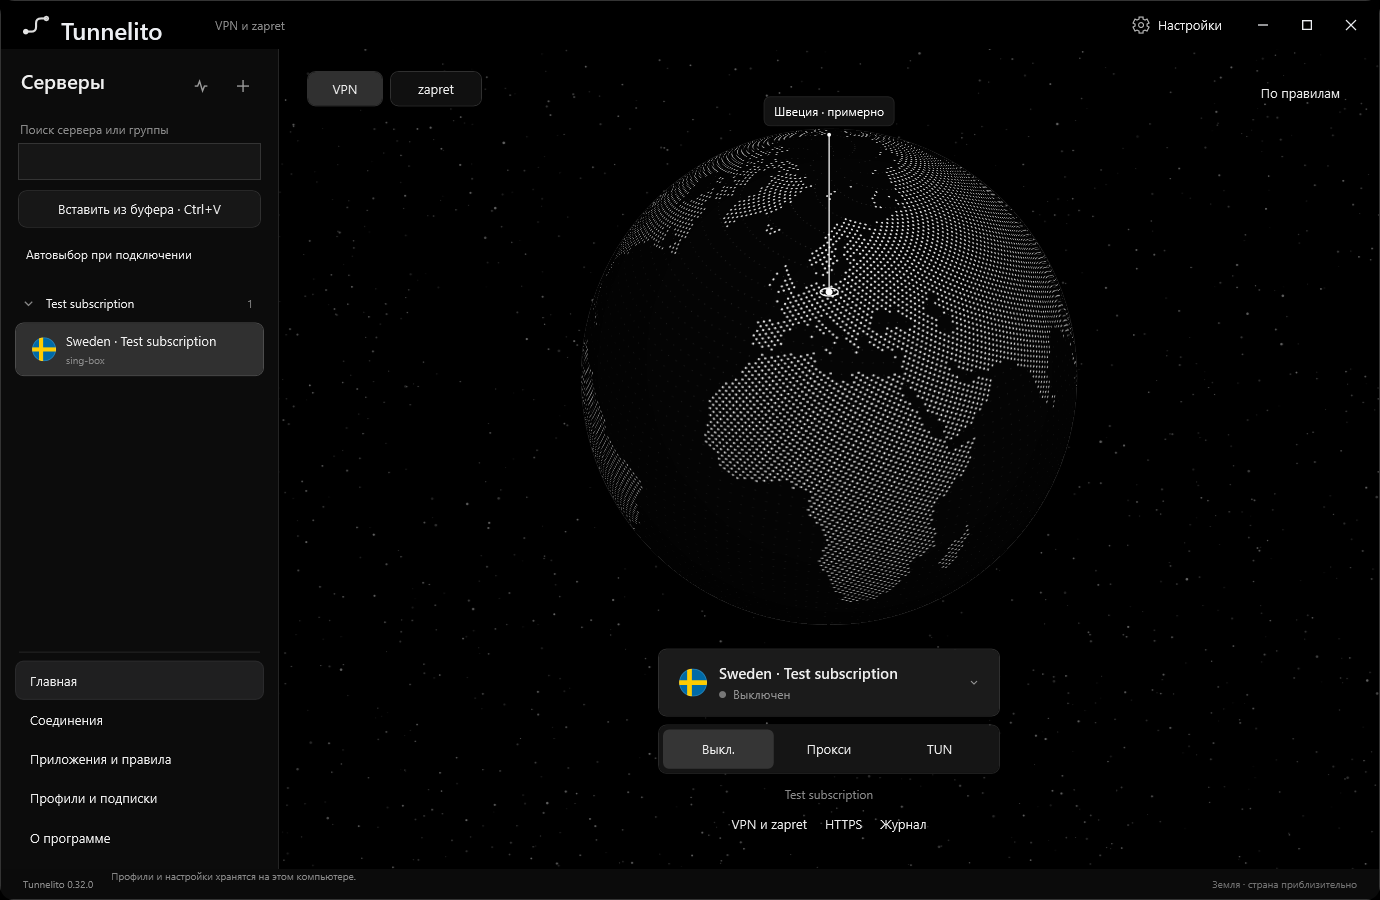 Tunnelito
VPN и zapret
Настройки
Серверы
Поиск сервера или группы
Вставить из буфера · Ctrl+V
Автовыбор при подключении
Test subscription 1
Sweden · Test subscription
sing-box
Главная
Соединения
Приложения и правила
Профили и подписки
О программе
VPN
zapret
По правилам
Швеция · примерно
Sweden · Test subscription
Выключен
Выкл. Прокси TUN
Test subscription
VPN и zapret HTTPS Журнал
Tunnelito 0.32.0
Профили и настройки хранятся на этом компьютере.
Земля · страна приблизительно